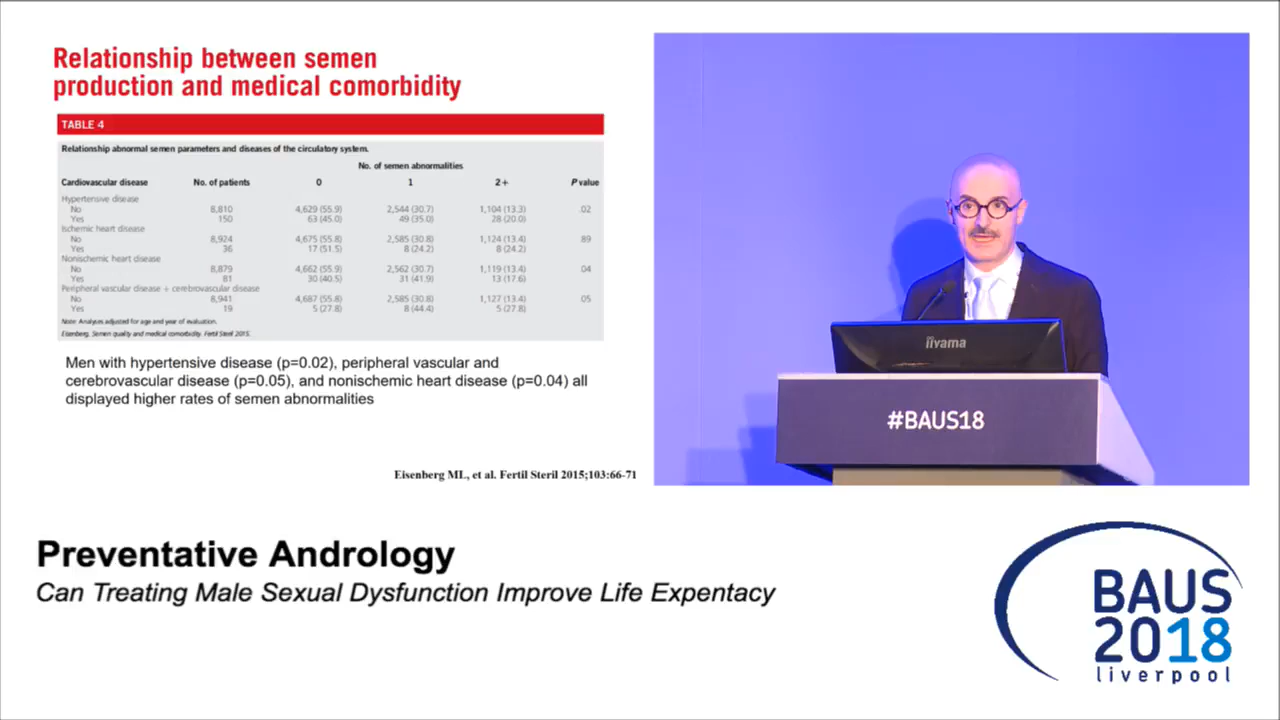 Relationship between semen
production and medical comorbidity
TABLE 4
Relationship abnormal semen parameters and diseases of the circulatory system.
No. of semen abnormalities
Cardiovascular disease No. of patients 0 1 2+ P value
Hypertensive disease
No 8,810 4,629 (55.9) 2,544 (30.7) 1,104 (13.3) .02
Yes 150 63 (45.0) 49 (35.0) 28 (20.0)
Ischemic heart disease
No 8,924 4,675 (55.8) 2,585 (30.8) 1,124 (13.4) 89
Yes 36 17 (51.5) 8 (24.2) 8 (24.2)
Nonischemic heart disease
No 8,879 4,662 (55.9) 2,562 (30.7) 1,119 (13.4) 04
Yes 81 30 (40.5) 31 (41.9) 13 (17.6)
Peripheral vascular disease + cerebrovascular disease
No 8,941 4,687 (55.8) 2,585 (30.8) 1,127 (13.4) 05
Yes 19 5 (27.8) 8 (44.4) 5 (27.8)
Note: Analyses adjusted for age and year of evaluation.
Eisenberg. Semen quality and medical comorbidity. Fertil Steril 2015.
Men with hypertensive disease (p=0.02), peripheral vascular and
cerebrovascular disease (p=0.05), and nonischemic heart disease (p=0.04) all
displayed higher rates of semen abnormalities
Eisenberg ML, et al. Fertil Steril 2015;103:66-71
iiyama
#BAUS18
Preventative Andrology
Can Treating Male Sexual Dysfunction Improve Life Expentacy
BAUS
2018
liverpool